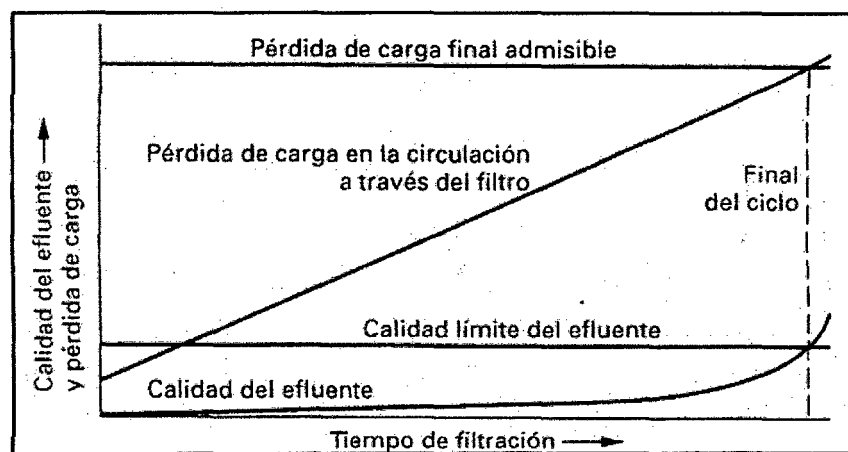 Pérdida de carga final admisible
Pérdida de carga en la circulación
a través del filtro
Final
del ciclo
Calidad límite del efluente
Calidad del efluente
Calidad del efluente
y pérdida de carga
Tiempo de filtración